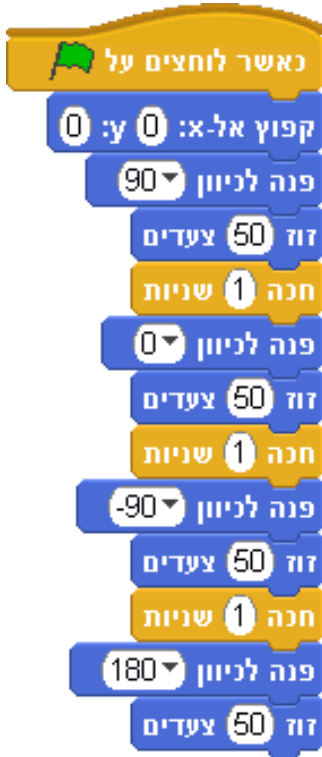 כאשר לוחצים על
קפוץ אל-x: 0 y: 0
פנה לכיוון 90
זוז 50 צעדים
חכה 1 שניות
פנה לכיוון 0
זוז 50 צעדים
חכה 1 שניות
פנה לכיוון -90
זוז 50 צעדים
חכה 1 שניות
פנה לכיוון 180
זוז 50 צעדים